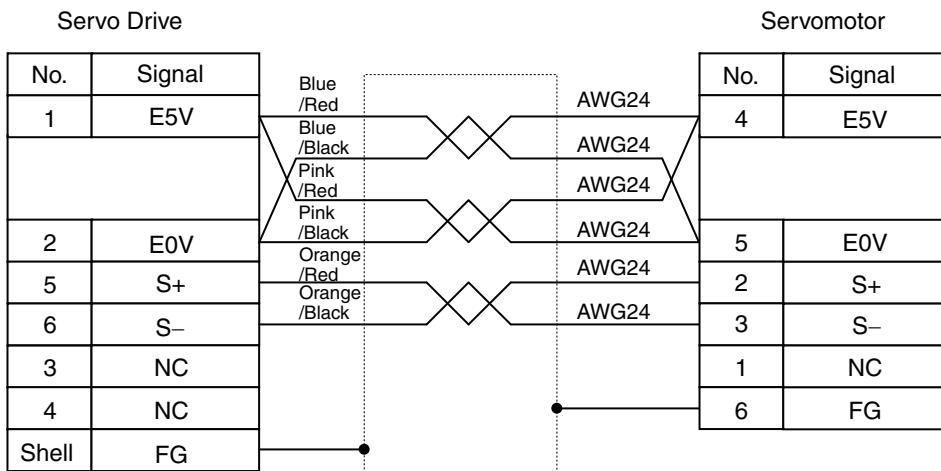 Servo Drive
Servomotor
No. Signal
1 E5V
2 E0V
5 S+
6 S−
3 NC
4 NC
Shell FG
Blue
/Red
Blue
/Black
Pink
/Red
Pink
/Black
Orange
/Red
Orange
/Black
AWG24
AWG24
AWG24
AWG24
AWG24
AWG24
No. Signal
4 E5V
5 E0V
2 S+
3 S−
1 NC
6 FG